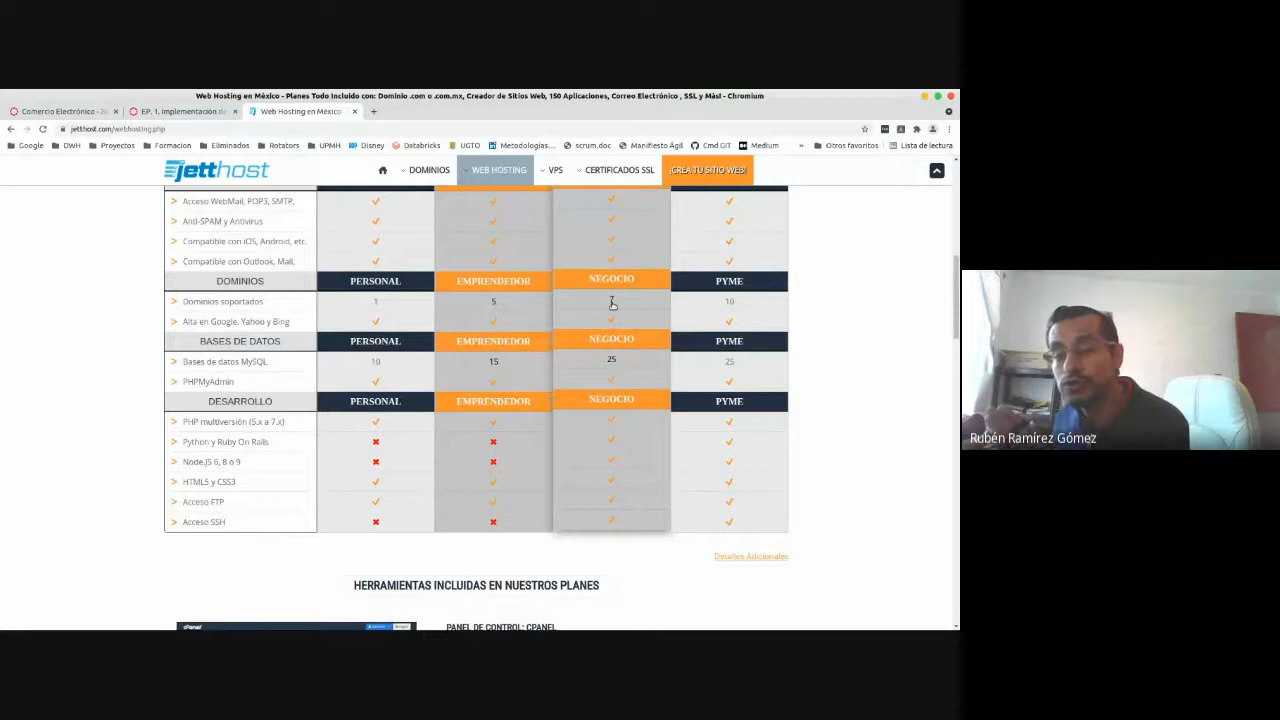 Web Hosting en México - Planes Todo Incluido con: Dominio .com o .com.mx, Creador de Sitios Web, 150 Aplicaciones, Correo Electrónico , SSL y Más! - Chromium
Comercio Electrónico - 2
EP. 1. Implementación de
Web Hosting en México
jetthost.com/webhosting.php
Google DWH Proyectos Formacion Eliminados Rotators UPMH Disney Databricks UGTO Metodologías... scrum.doc Manifiesto Ágil Cmd GIT Medium » Otros favoritos Lista de lectura
jetthost DOMINIOS WEB HOSTING VPS CERTIFICADOS SSL ¡CREA TU SITIO WEB!
Acceso WebMail, POP3, SMTP,
Anti-SPAM y Antivirus
Compatible con iOS, Android, etc.
Compatible con Outlook, Mail,
DOMINIOS PERSONAL EMPRENDEDOR NEGOCIO PYME
Dominios soportados 1 5 7 10
Alta en Google, Yahoo y Bing
BASES DE DATOS PERSONAL EMPRENDEDOR NEGOCIO PYME
Bases de datos MySQL 10 15 25 25
PHPMyAdmin
DESARROLLO PERSONAL EMPRENDEDOR NEGOCIO PYME
PHP multiversión (5.x a 7.x)
Python y Ruby On Rails
Node.JS 6, 8 ó 9
HTML5 y CSS3
Acceso FTP
Acceso SSH
Detalles Adicionales
HERRAMIENTAS INCLUIDAS EN NUESTROS PLANES
cPanel
PANEL DE CONTROL: CPANEL
Rubén Ramírez Gómez